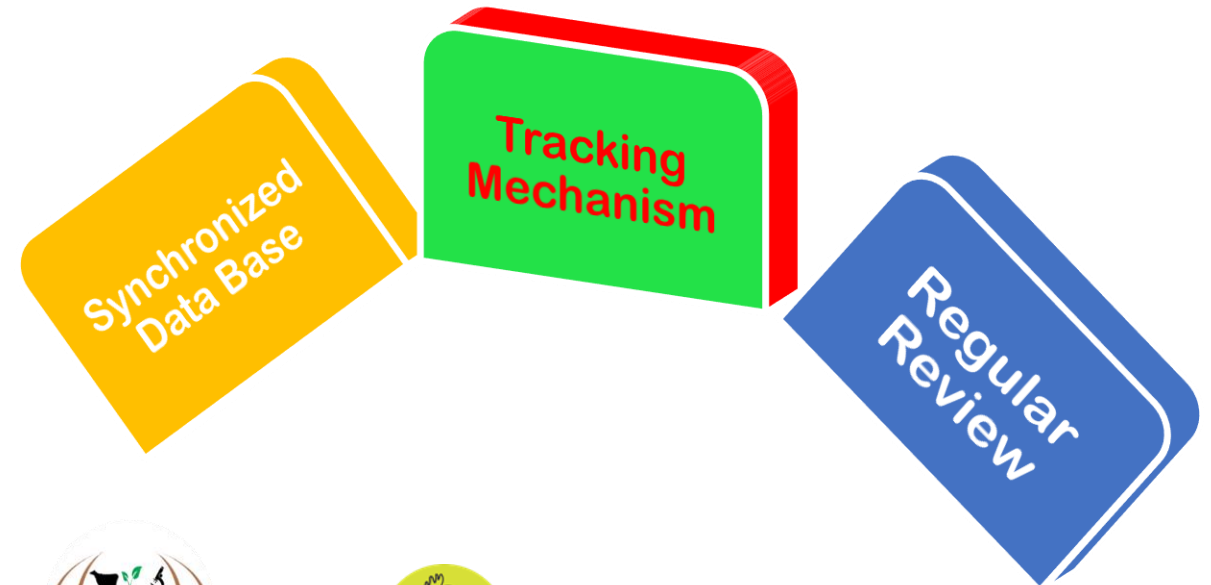 Synchronized
Data Base
Tracking
Mechanism
Regular
Review